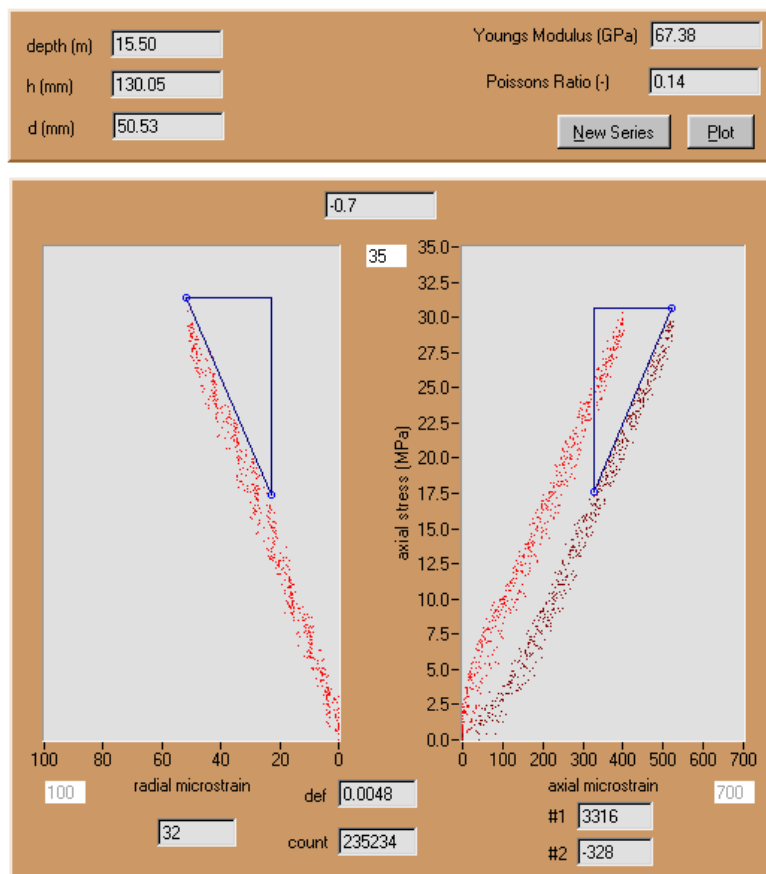 depth (m) 15.50 Youngs Modulus (GPa) 67.38
h (mm) 130.05 Poissons Ratio (-) 0.14
d (mm) 50.53 New Series Plot
-0.7
35 35.0
32.5
30.0
27.5
25.0
22.5
20.0
17.5
15.0
12.5
10.0
7.5
5.0
2.5
0.0
axial stress (MPa)
100 80 60 40 20 0 0 100 200 300 400 500 600 700
radial microstrain axial microstrain
100 def 0.0048 700
#1 3316
32 count 235234
#2 -328